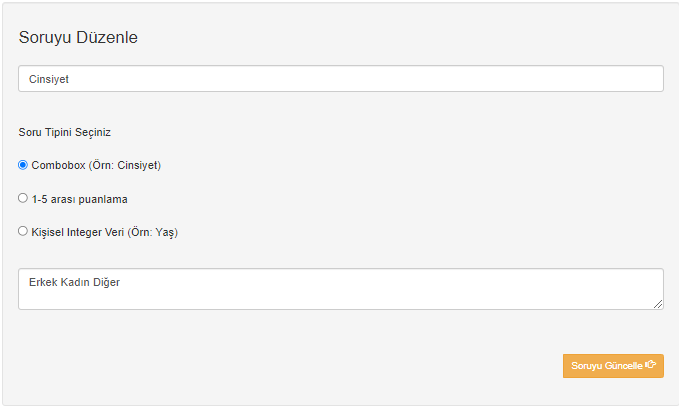 Soruyu Düzenle
Cinsiyet
Soru Tipini Seçiniz
Combobox (Örn: Cinsiyet)
1-5 arası puanlama
Kişisel Integer Veri (Örn: Yaş)
Erkek Kadın Diğer
Soruyu Güncelle